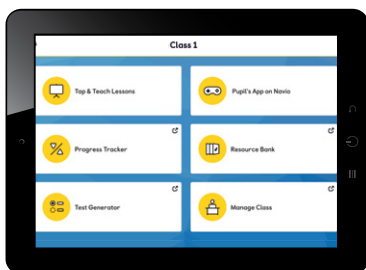 Class 1
Tap & Teach Lessons
Pupil's App on Navio
Progress Tracker
Resource Bank
Test Generator
Manage Class